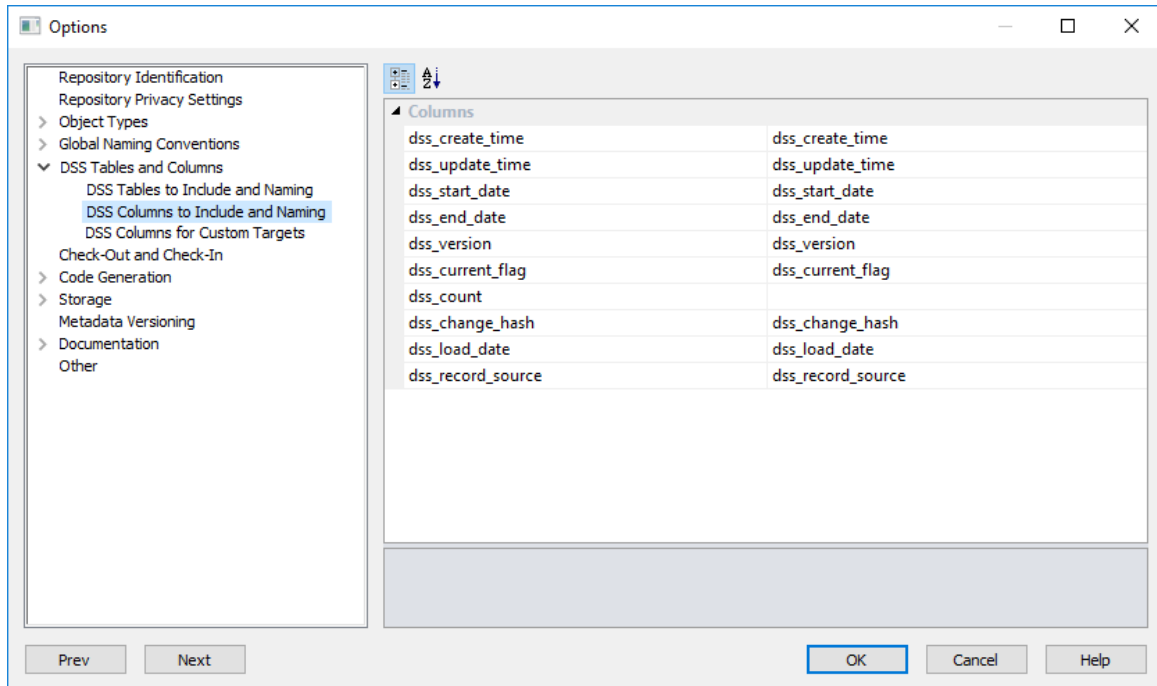 Options
Repository Identification
Repository Privacy Settings
Object Types
Global Naming Conventions
DSS Tables and Columns
DSS Tables to Include and Naming
DSS Columns to Include and Naming
DSS Columns for Custom Targets
Check-Out and Check-In
Code Generation
Storage
Metadata Versioning
Documentation
Other
A Z
Columns
dss_create_time dss_create_time
dss_update_time dss_update_time
dss_start_date dss_start_date
dss_end_date dss_end_date
dss_version dss_version
dss_current_flag dss_current_flag
dss_count
dss_change_hash dss_change_hash
dss_load_date dss_load_date
dss_record_source dss_record_source
Prev Next OK Cancel Help